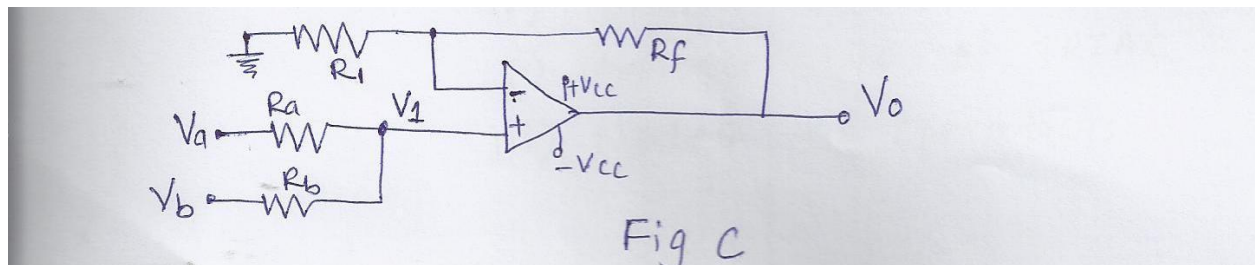 R1
Rf
Ra
V1
-
+VCC
Va
+
Vo
-VCC
Vb
Rb
Fig C